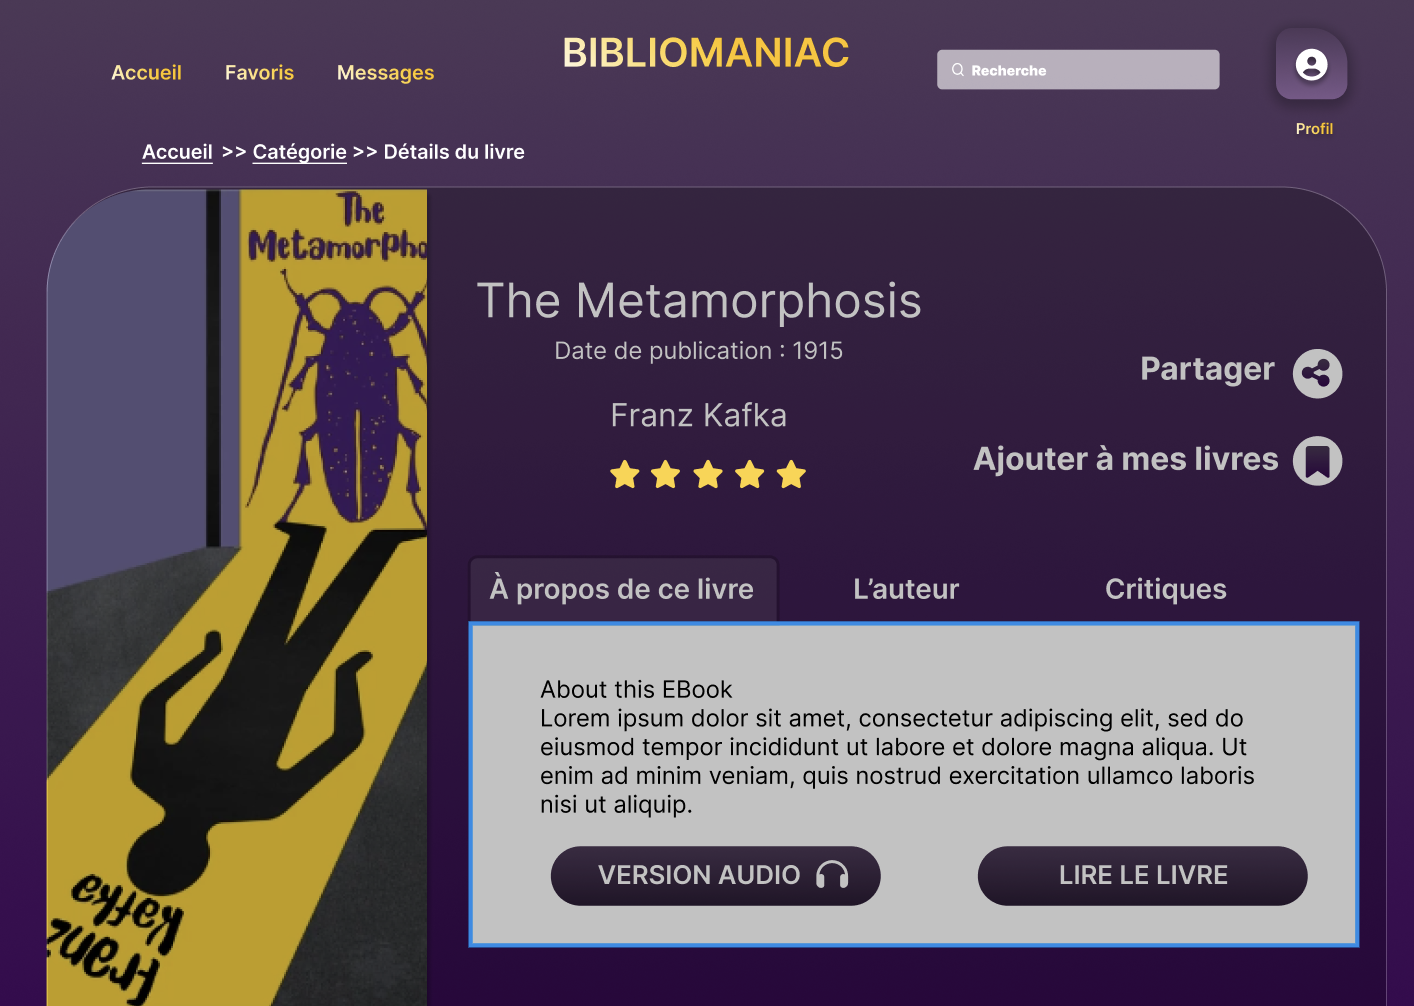 BIBLIOMANIAC
Accueil Favoris Messages
Recherche
Profil
Accueil >> Catégorie >> Détails du livre
The
Metamorpho
The Metamorphosis
Date de publication : 1915
Franz Kafka
Partager
Ajouter à mes livres
À propos de ce livre L’auteur Critiques
About this EBook
Lorem ipsum dolor sit amet, consectetur adipiscing elit, sed do
eiusmod tempor incididunt ut labore et dolore magna aliqua. Ut
enim ad minim veniam, quis nostrud exercitation ullamco laboris
nisi ut aliquip.
VERSION AUDIO LIRE LE LIVRE
Franz
Kafka